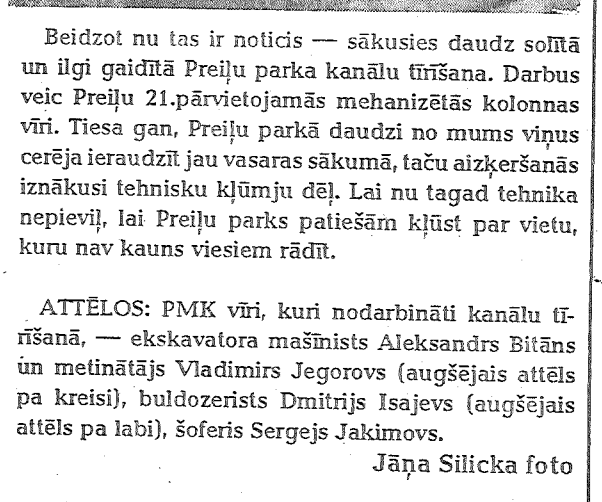 Beidzot nu tas ir noticis — sākusies daudz solītā
un ilgi gaidītā Preiļu parka kanālu tīrīšana. Darbus
veic Preiļu 21.pārvietojamās mehanizētās kolonnas
vīri. Tiesa gan, Preiļu parkā daudzi no mums viņus
cerēja ieraudzīt jau vasaras sākumā, taču aizķeršanās
iznākusi tehnisku kļūmju dēļ. Lai nu tagad tehnika
nepieviļ, lai Preiļu parks patiešām kļūst par vietu,
kuru nav kauns viesiem rādīt.
ATTĒLOS: PMK vīri, kuri nodarbināti kanālu tī-
rīšanā, — ekskavatora mašīnists Aleksandrs Bitāns
un metinātājs Vladimirs Jegorovs (augšējais attēls
pa kreisi), buldozerists Dmitrijs Isajevs (augšējais
attēls pa labi), šoferis Sergejs Jakimovs.
Jāņa Silicka foto